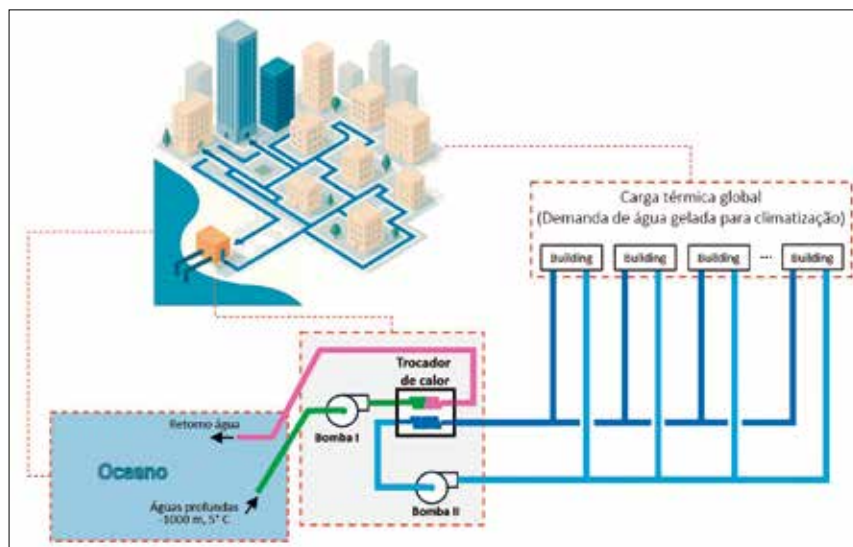 Carga térmica global
(Demanda de água gelada para climatização)
Building
Building
Building
...
Building
Trocador
de calor
Bomba I
Retorno água
Oceano
Bomba II
Águas profundas
-1000 m, 5° C